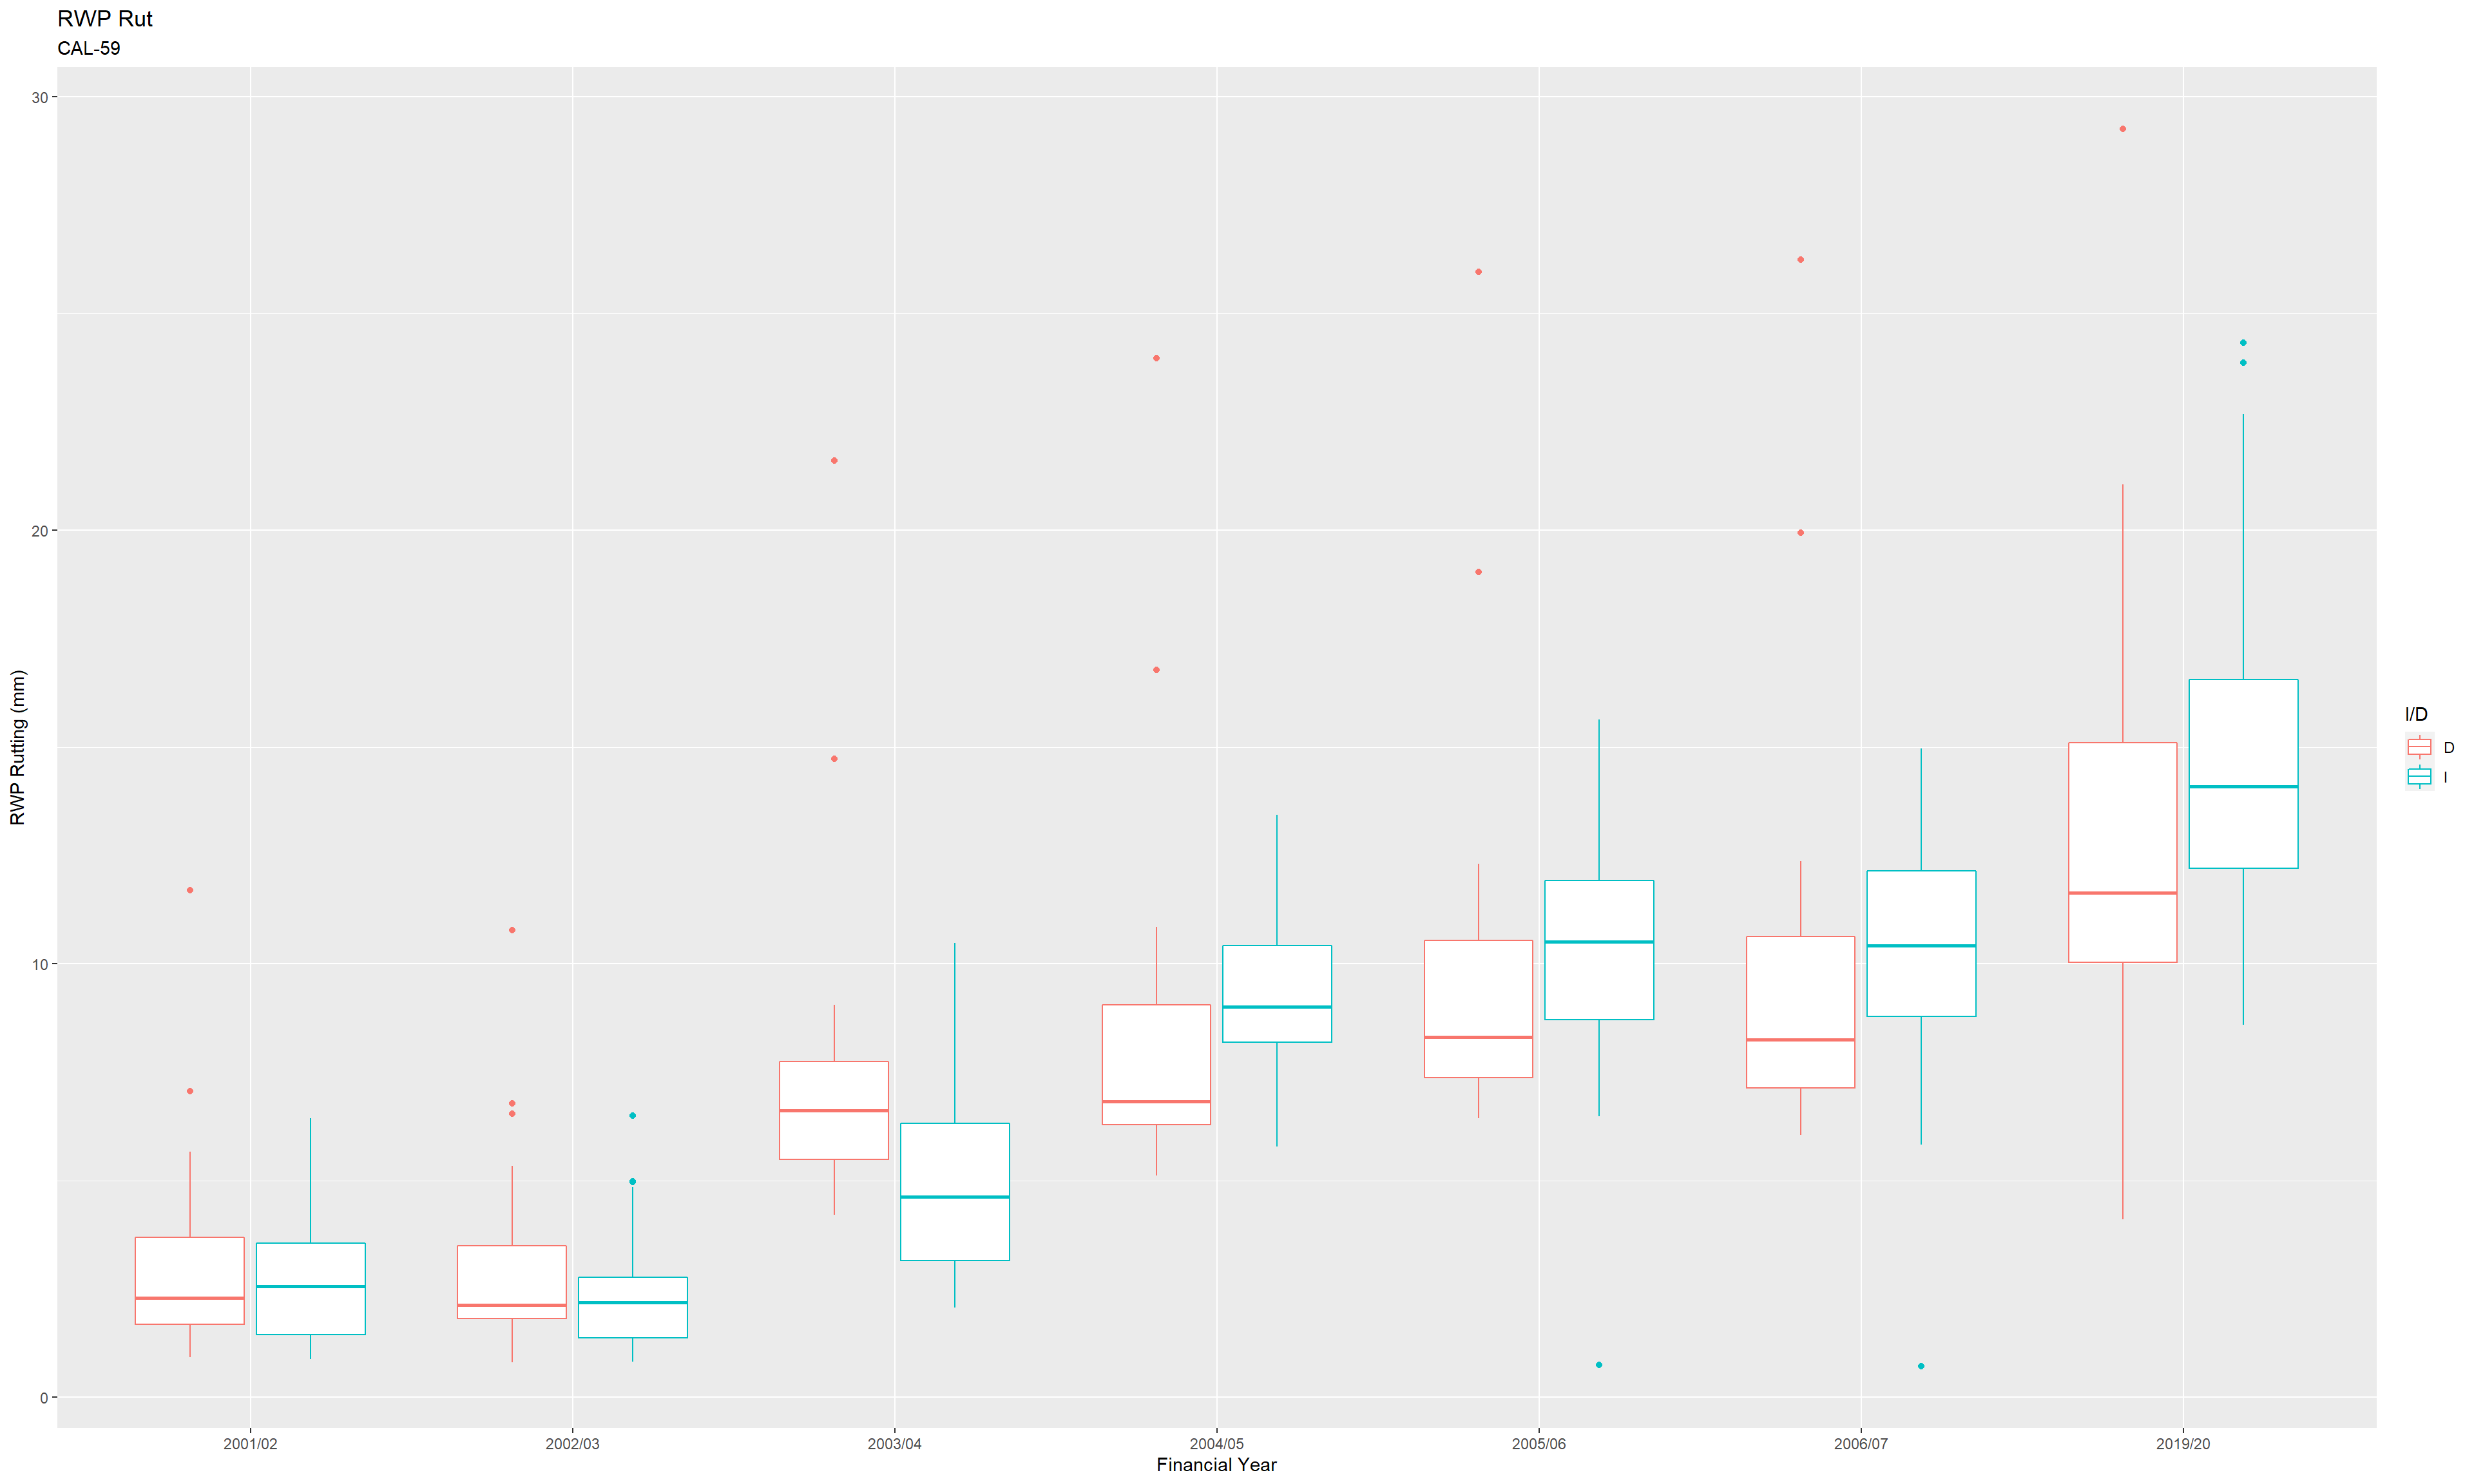 RWP Rut
CAL-59
30
20
10
0
RWP Rutting (mm)
2001/02
2002/03
2003/04
2004/05
2005/06
2006/07
2019/20
Financial Year
I/D
D
I